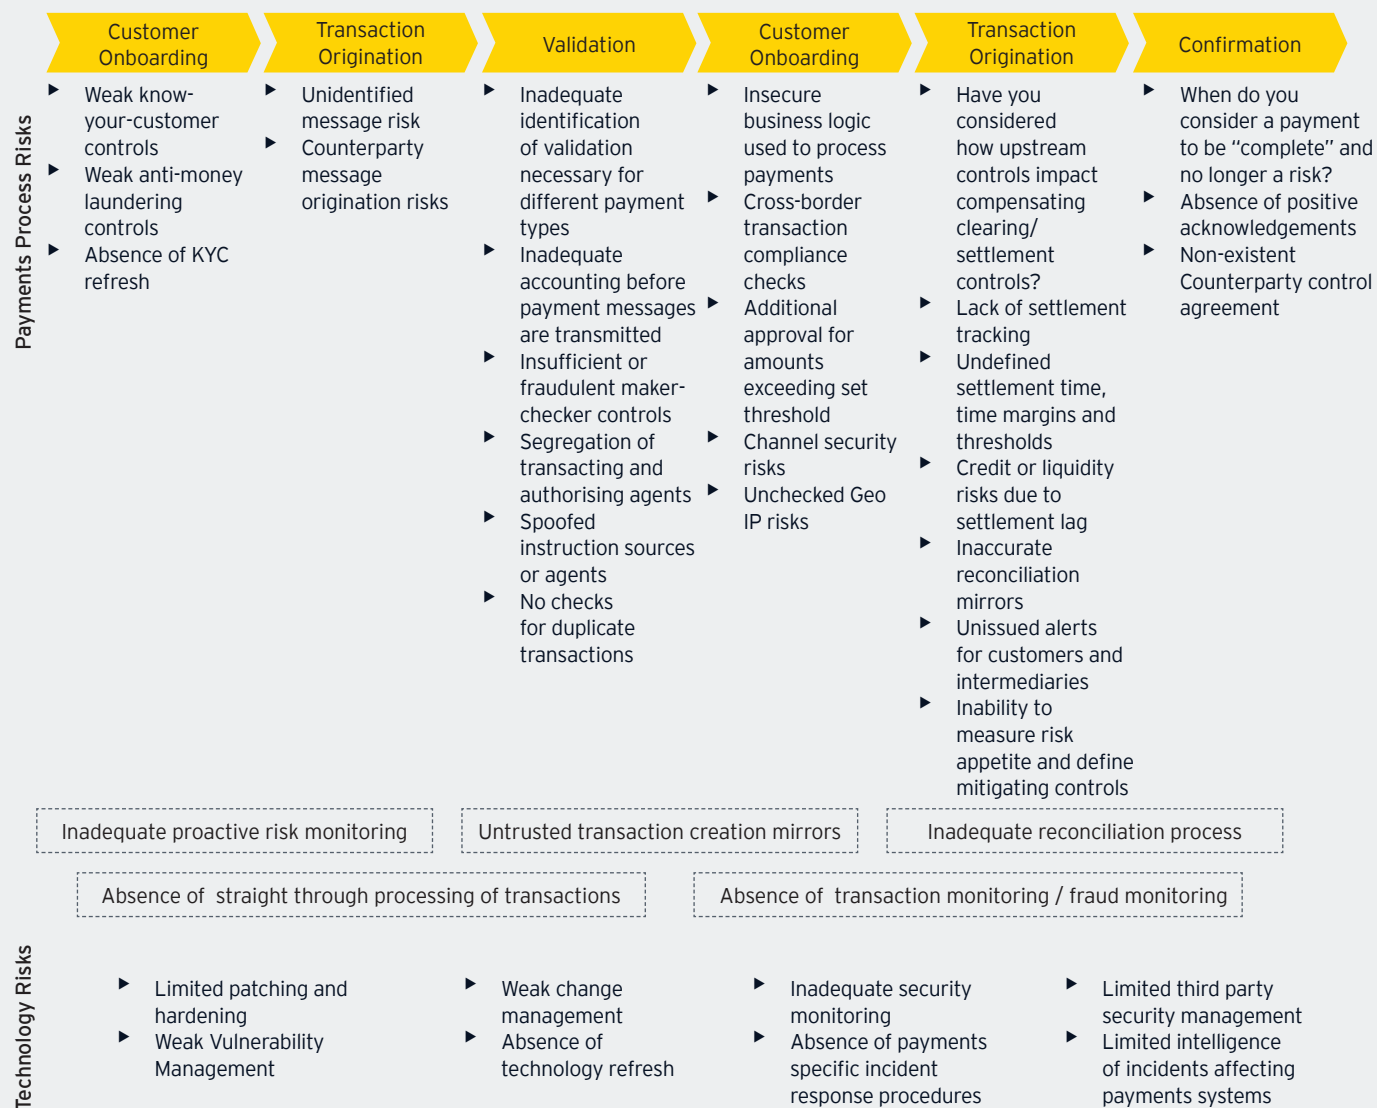 Customer
Onboarding
Transaction
Origination
Validation
Customer
Onboarding
Transaction
Origination
Confirmation
Payments Process Risks
Weak know-
your-customer
controls
Weak anti-money
laundering
controls
Absence of KYC
refresh
Unidentified
message risk
Counterparty
message
origination risks
Inadequate
identification
of validation
necessary for
different payment
types
Inadequate
accounting before
payment messages
are transmitted
Insufficient or
fraudulent maker-
checker controls
Segregation of
transacting and
authorising agents
Spoofed
instruction sources
or agents
No checks
for duplicate
transactions
Insecure
business logic
used to process
payments
Cross-border
transaction
compliance
checks
Additional
approval for
amounts
exceeding set
threshold
Channel security
risks
Unchecked Geo
IP risks
Have you
considered
how upstream
controls impact
compensating
clearing/
settlement
controls?
Lack of settlement
tracking
Undefined
settlement time,
time margins and
thresholds
Credit or liquidity
risks due to
settlement lag
Inaccurate
reconciliation
mirrors
Unissued alerts
for customers and
intermediaries
Inability to
measure risk
appetite and define
mitigating controls
When do you
consider a payment
to be “complete” and
no longer a risk?
Absence of positive
acknowledgements
Non-existent
Counterparty control
agreement
Inadequate proactive risk monitoring
Untrusted transaction creation mirrors
Inadequate reconciliation process
Absence of straight through processing of transactions
Absence of transaction monitoring / fraud monitoring
Technology Risks
Limited patching and
hardening
Weak Vulnerability
Management
Weak change
management
Absence of
technology refresh
Inadequate security
monitoring
Absence of payments
specific incident
response procedures
Limited third party
security management
Limited intelligence
of incidents affecting
payments systems